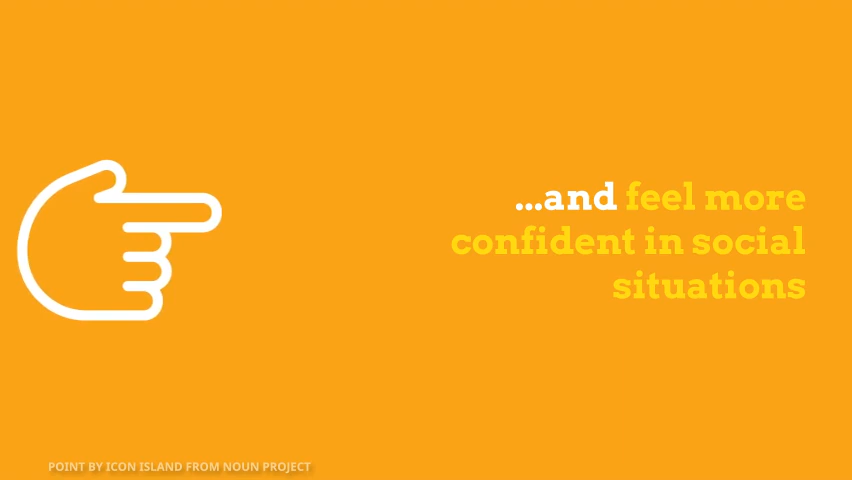 ...and feel more
confident in social
situations
POINT BY ICON ISLAND FROM NOUN PROJECT